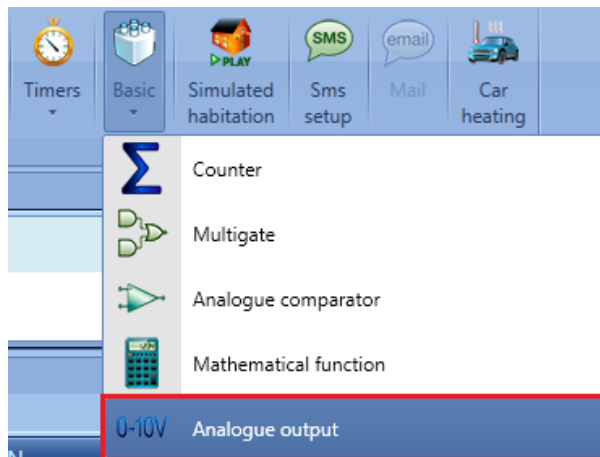 SMS
email
PLAY
Timers
Basic
Simulated
habitation
Sms
setup
Mail
Car
heating
Counter
Multigate
Analogue comparator
Mathematical function
0-10V
Analogue output